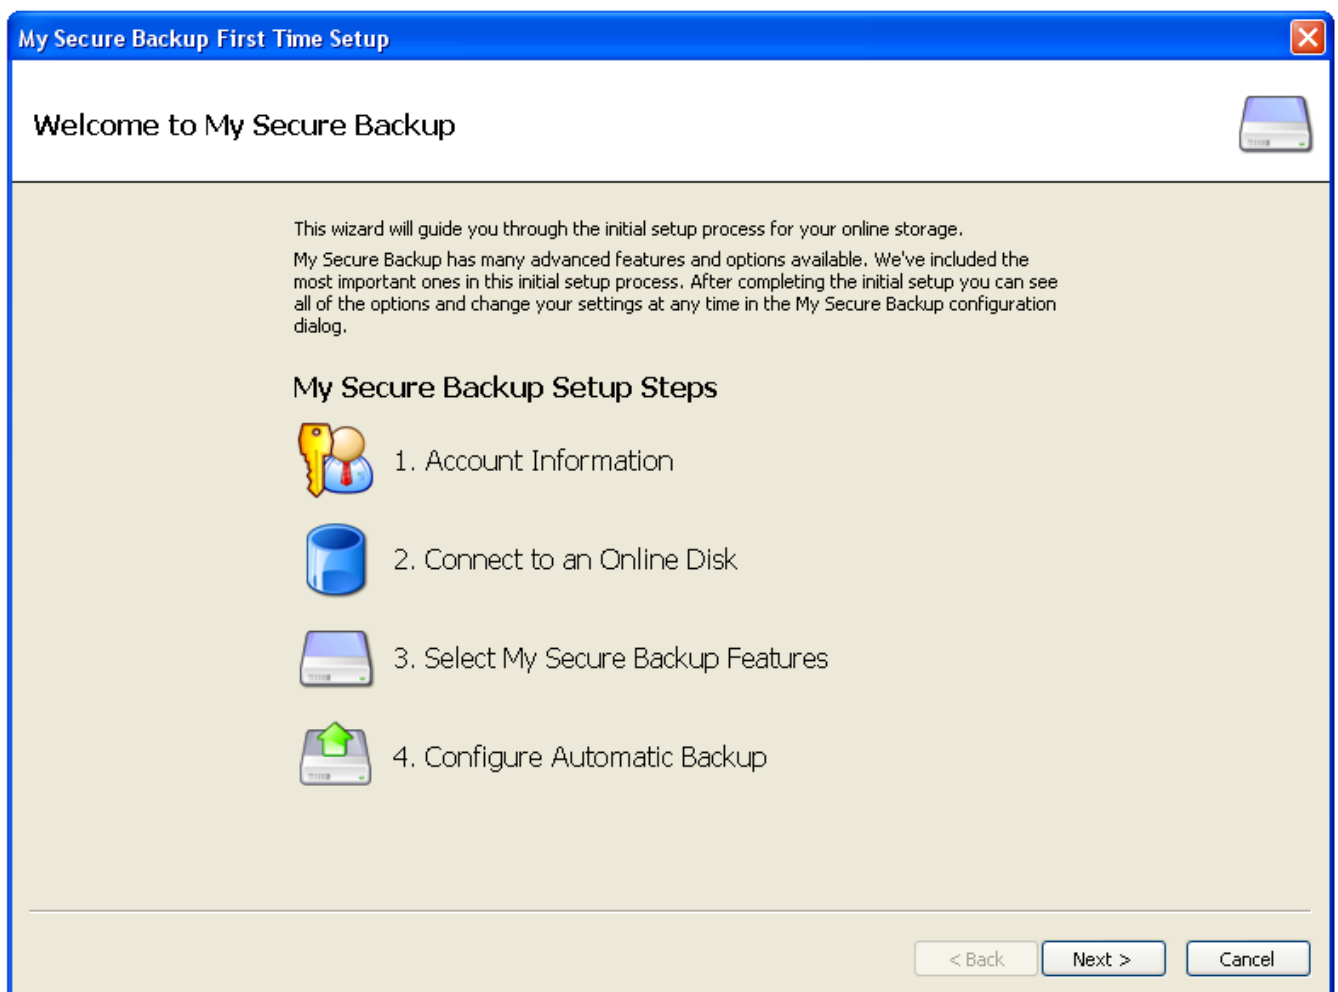 My Secure Backup First Time Setup
Welcome to My Secure Backup
This wizard will guide you through the initial setup process for your online storage.
My Secure Backup has many advanced features and options available. We've included the
most important ones in this initial setup process. After completing the initial setup you can see
all of the options and change your settings at any time in the My Secure Backup configuration
dialog.
My Secure Backup Setup Steps
1. Account Information
2. Connect to an Online Disk
3. Select My Secure Backup Features
4. Configure Automatic Backup
< Back Next > Cancel